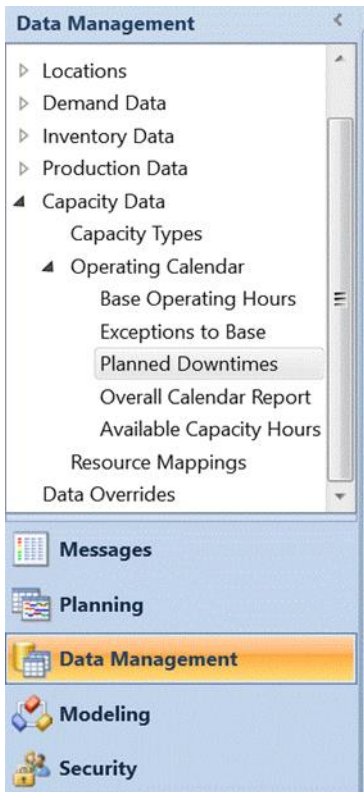 Data Management
Locations
Demand Data
Inventory Data
Production Data
Capacity Data
Capacity Types
Operating Calendar
Base Operating Hours
Exceptions to Base
Planned Downtimes
Overall Calendar Report
Available Capacity Hours
Resource Mappings
Data Overrides
Messages
Planning
Data Management
Modeling
Security